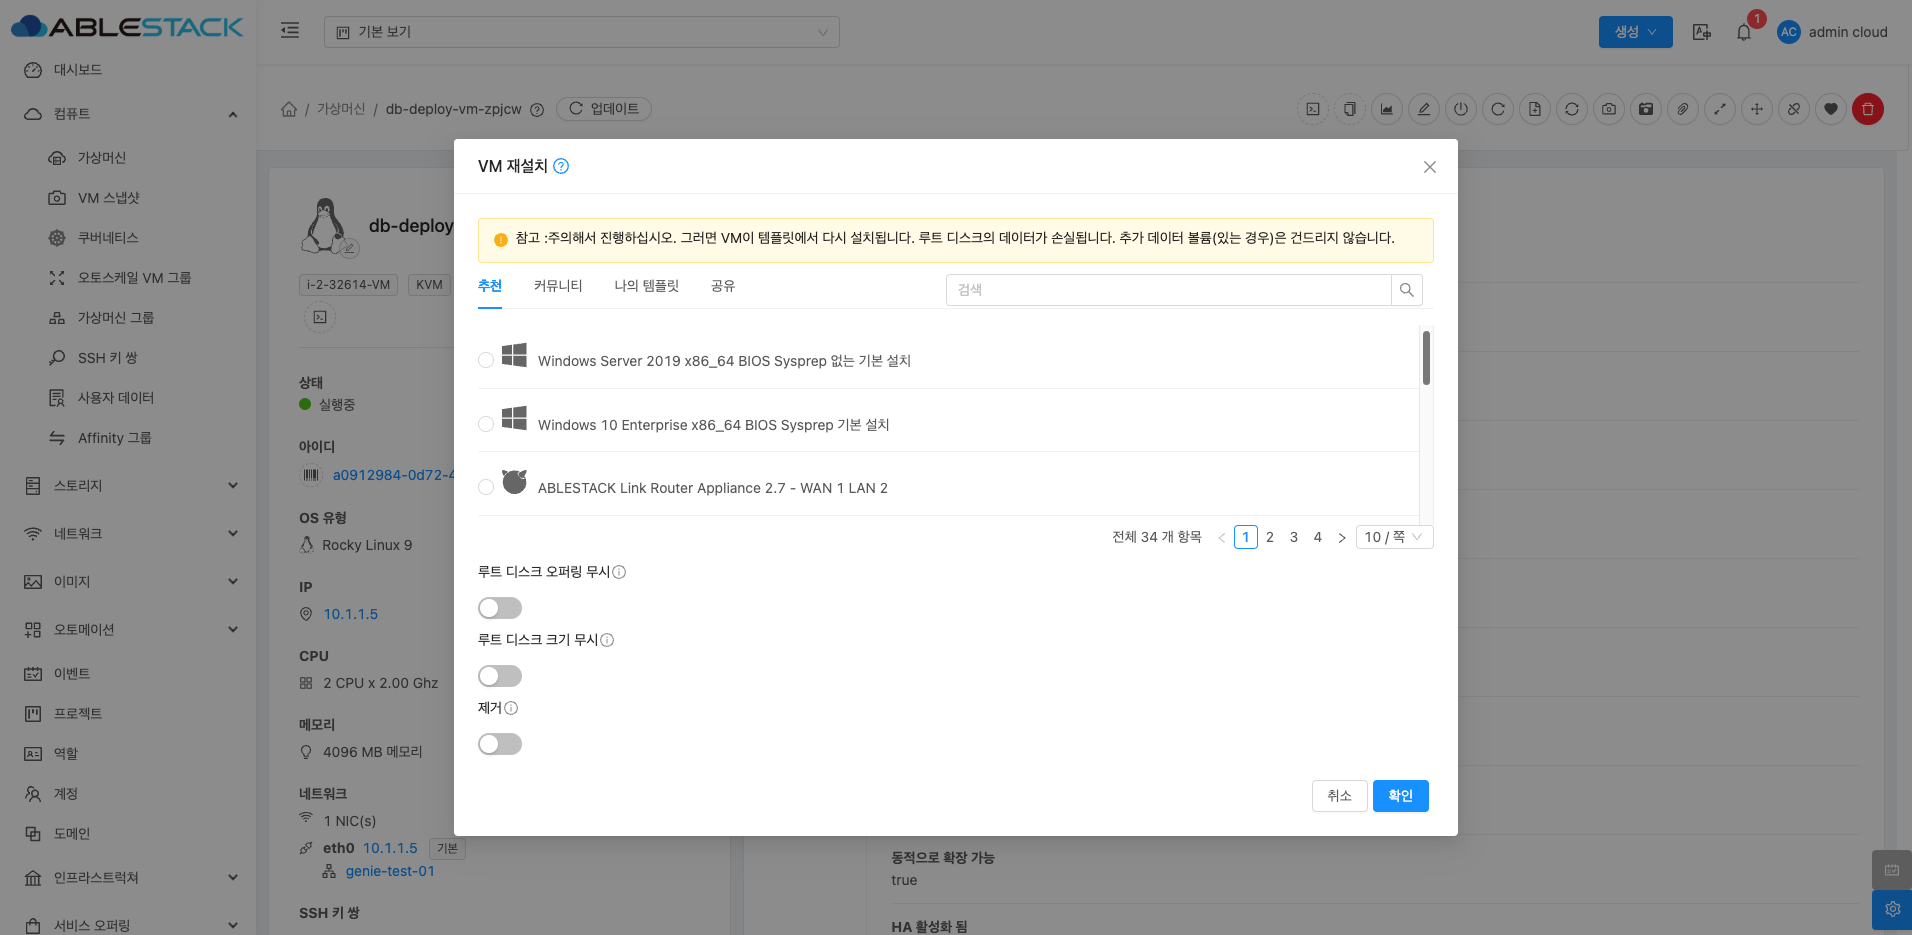 ABLESTACK
기본 보기
생성
1
AC
admin cloud
대시보드
컴퓨트
가상머신
VM 스냅샷
쿠버네티스
오토스케일 VM 그룹
가상머신 그룹
SSH 키 쌍
사용자 데이터
Affinity 그룹
스토리지
네트워크
이미지
오토메이션
이벤트
프로젝트
역할
계정
도메인
인프라스트럭쳐
서비스 오퍼링
/ 가상머신 / db-deploy-vm-zpjcw
업데이트
db-deploy
i-2-32614-VM
KVM
상태
실행중
아이디
a0912984-0d72-4
OS 유형
Rocky Linux 9
IP
10.1.1.5
CPU
2 CPU x 2.00 Ghz
메모리
4096 MB 메모리
네트워크
1 NIC(s)
eth0 10.1.1.5 기본
genie-test-01
SSH 키 쌍
VM 재설치
참고 :주의해서 진행하십시오. 그러면 VM이 템플릿에서 다시 설치됩니다. 루트 디스크의 데이터가 손실됩니다. 추가 데이터 볼륨(있는 경우)은 건드리지 않습니다.
추천 커뮤니티 나의 템플릿 공유
검색
Windows Server 2019 x86_64 BIOS Sysprep 없는 기본 설치
Windows 10 Enterprise x86_64 BIOS Sysprep 기본 설치
ABLESTACK Link Router Appliance 2.7 - WAN 1 LAN 2
전체 34 개 항목 1 2 3 4 10 / 쪽
루트 디스크 오퍼링 무시
루트 디스크 크기 무시
제거
취소 확인
동적으로 확장 가능
true
HA 활성화 됨